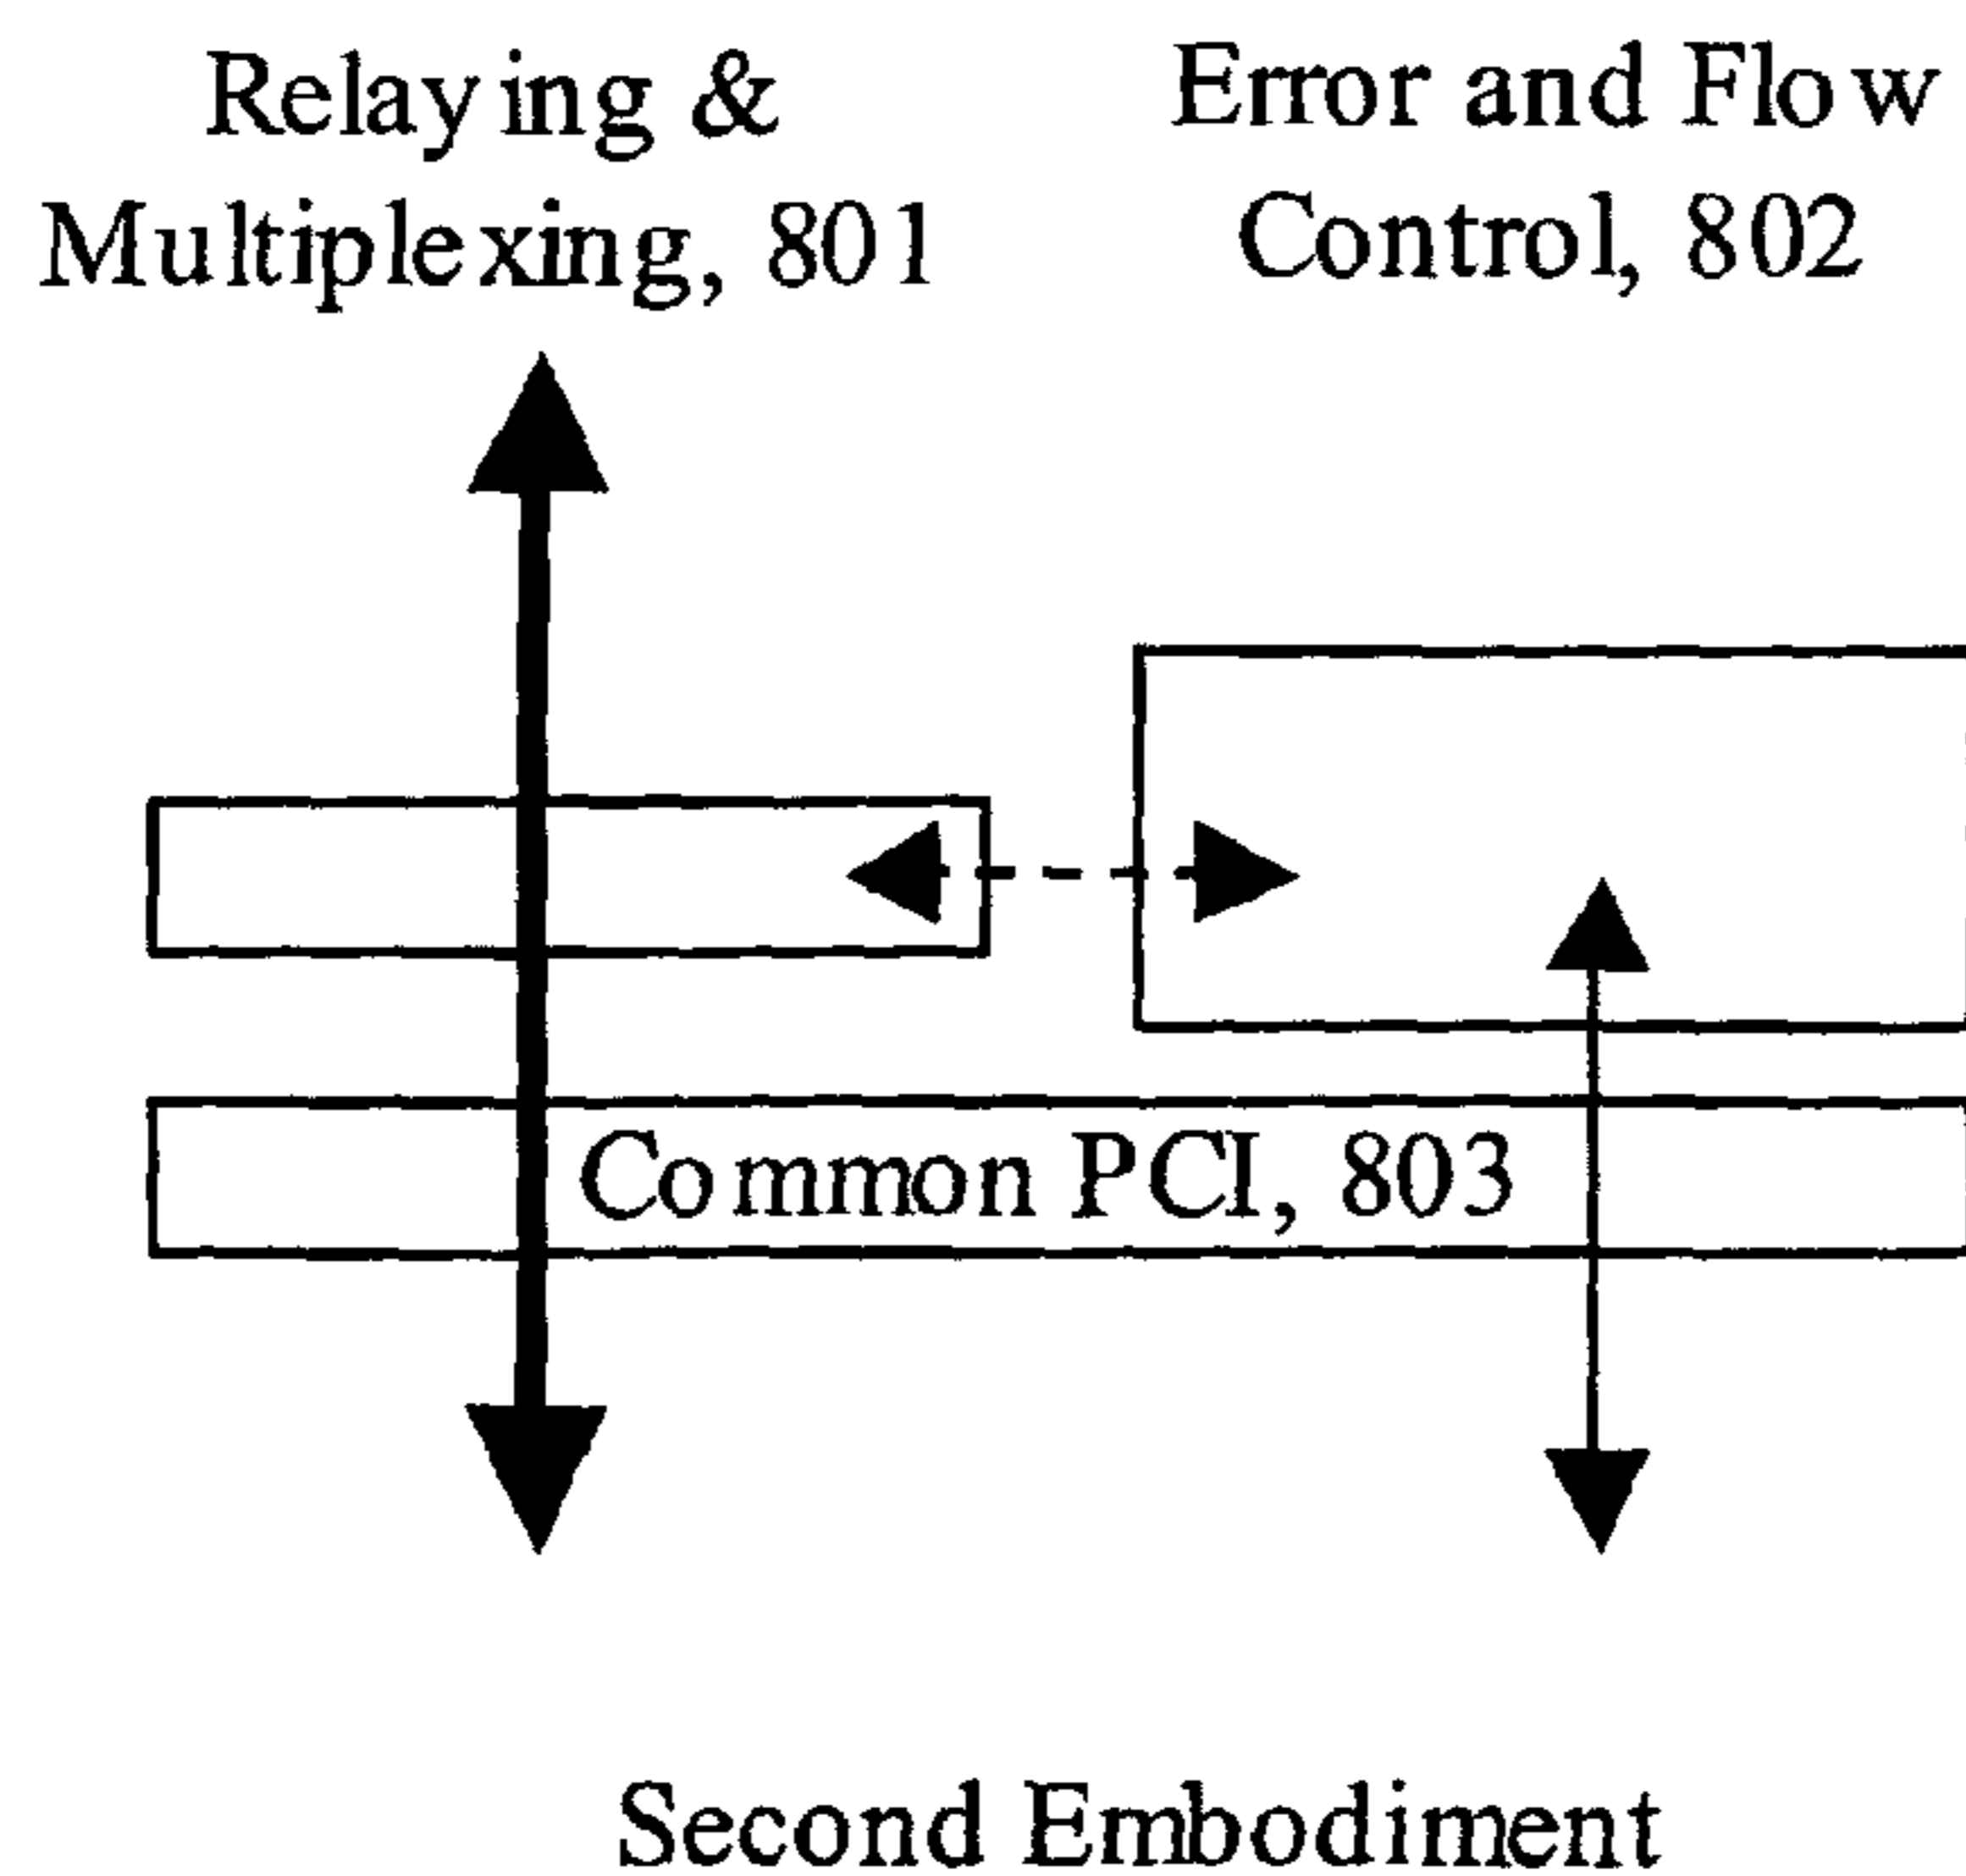 Relaying &
Multiplexing, 801
Error and Flow
Control, 802
Common PCI, 803
Second Embodiment